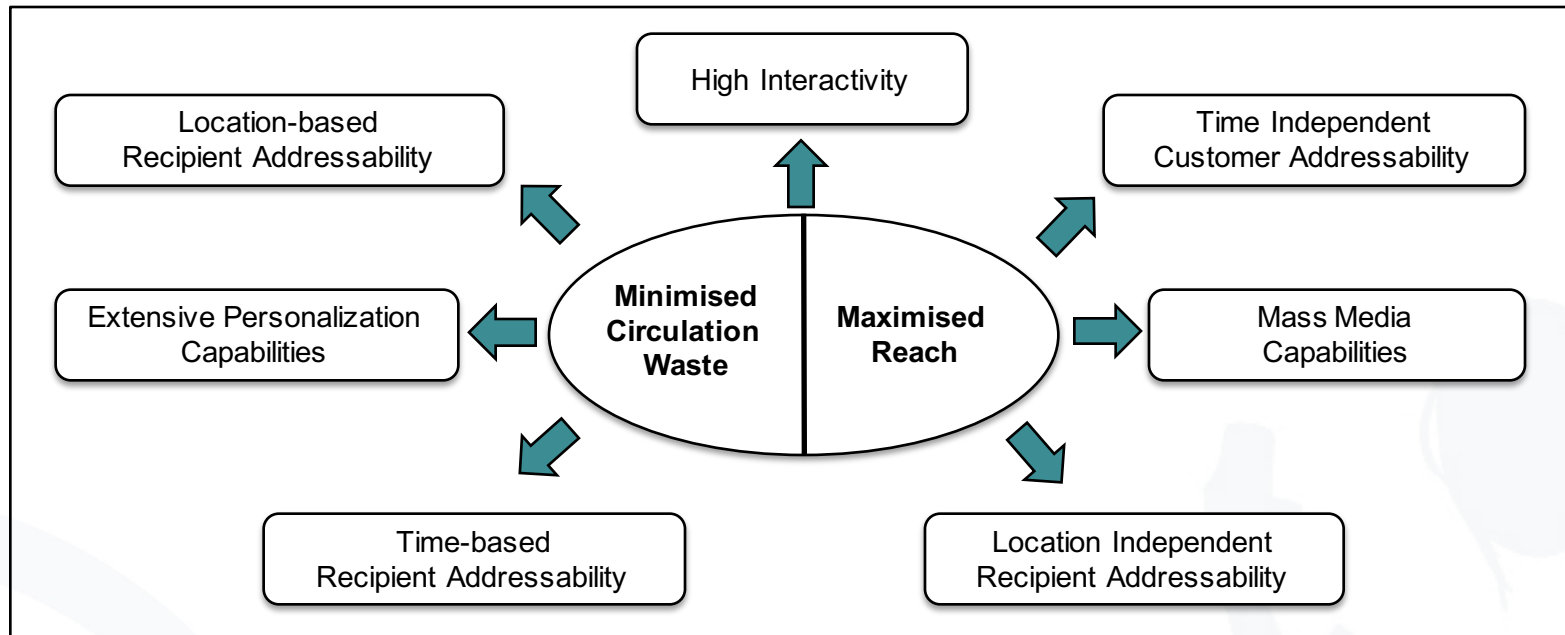 High Interactivity
Location-based
Recipient Addressability
Time Independent
Customer Addressability
Extensive Personalization
Capabilities
Minimised
Circulation
Waste
Maximised
Reach
Mass Media
Capabilities
Time-based
Recipient Addressability
Location Independent
Recipient Addressability